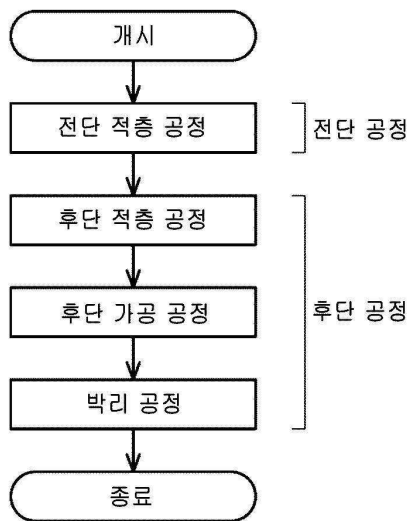 개시
전단 적층 공정
전단 공정
후단 적층 공정
후단 가공 공정
후단 공정
박리 공정
종료